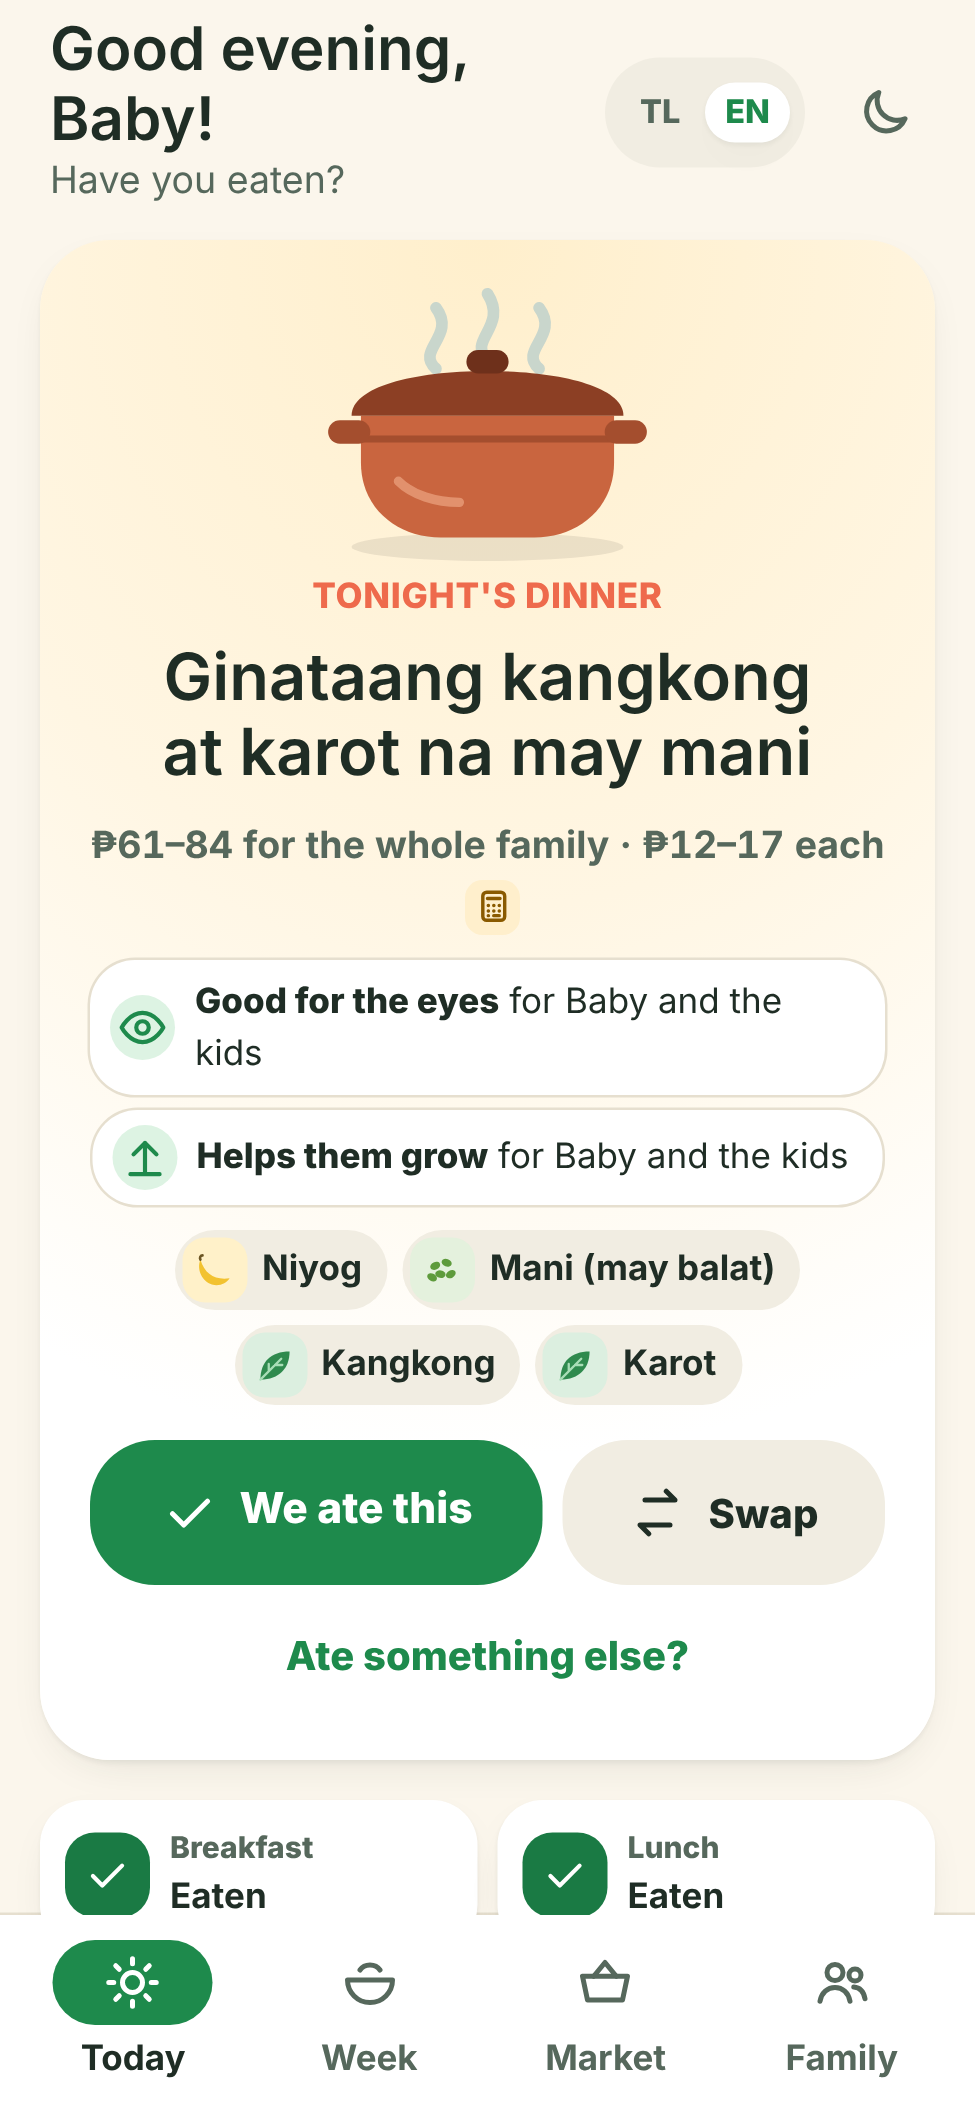 Good evening,
Baby!
Have you eaten?
TL
EN
TONIGHT'S DINNER
Ginataang kangkong
at karot na may mani
₱61–84 for the whole family · ₱12–17 each
Good for the eyes for Baby and the
kids
Helps them grow for Baby and the kids
Niyog
Mani (may balat)
Kangkong
Karot
We ate this
Swap
Ate something else?
Breakfast
Eaten
Lunch
Eaten
Today
Week
Market
Family